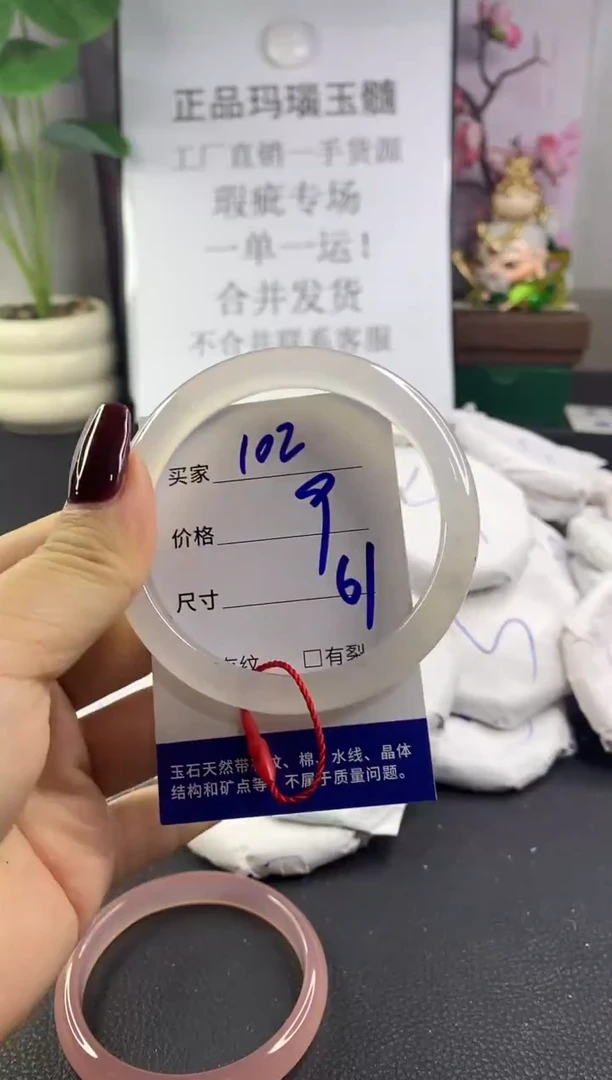 正品玛瑙玉髓
工厂直销一手货源
瑕疵专场
一单一运！
合并发货
不合并联系客服
买家 102
价格 9
尺寸 61
纹 □有裂
玉石天然带 纹、棉、水线、晶体
结构和矿点等 不属于质量问题。